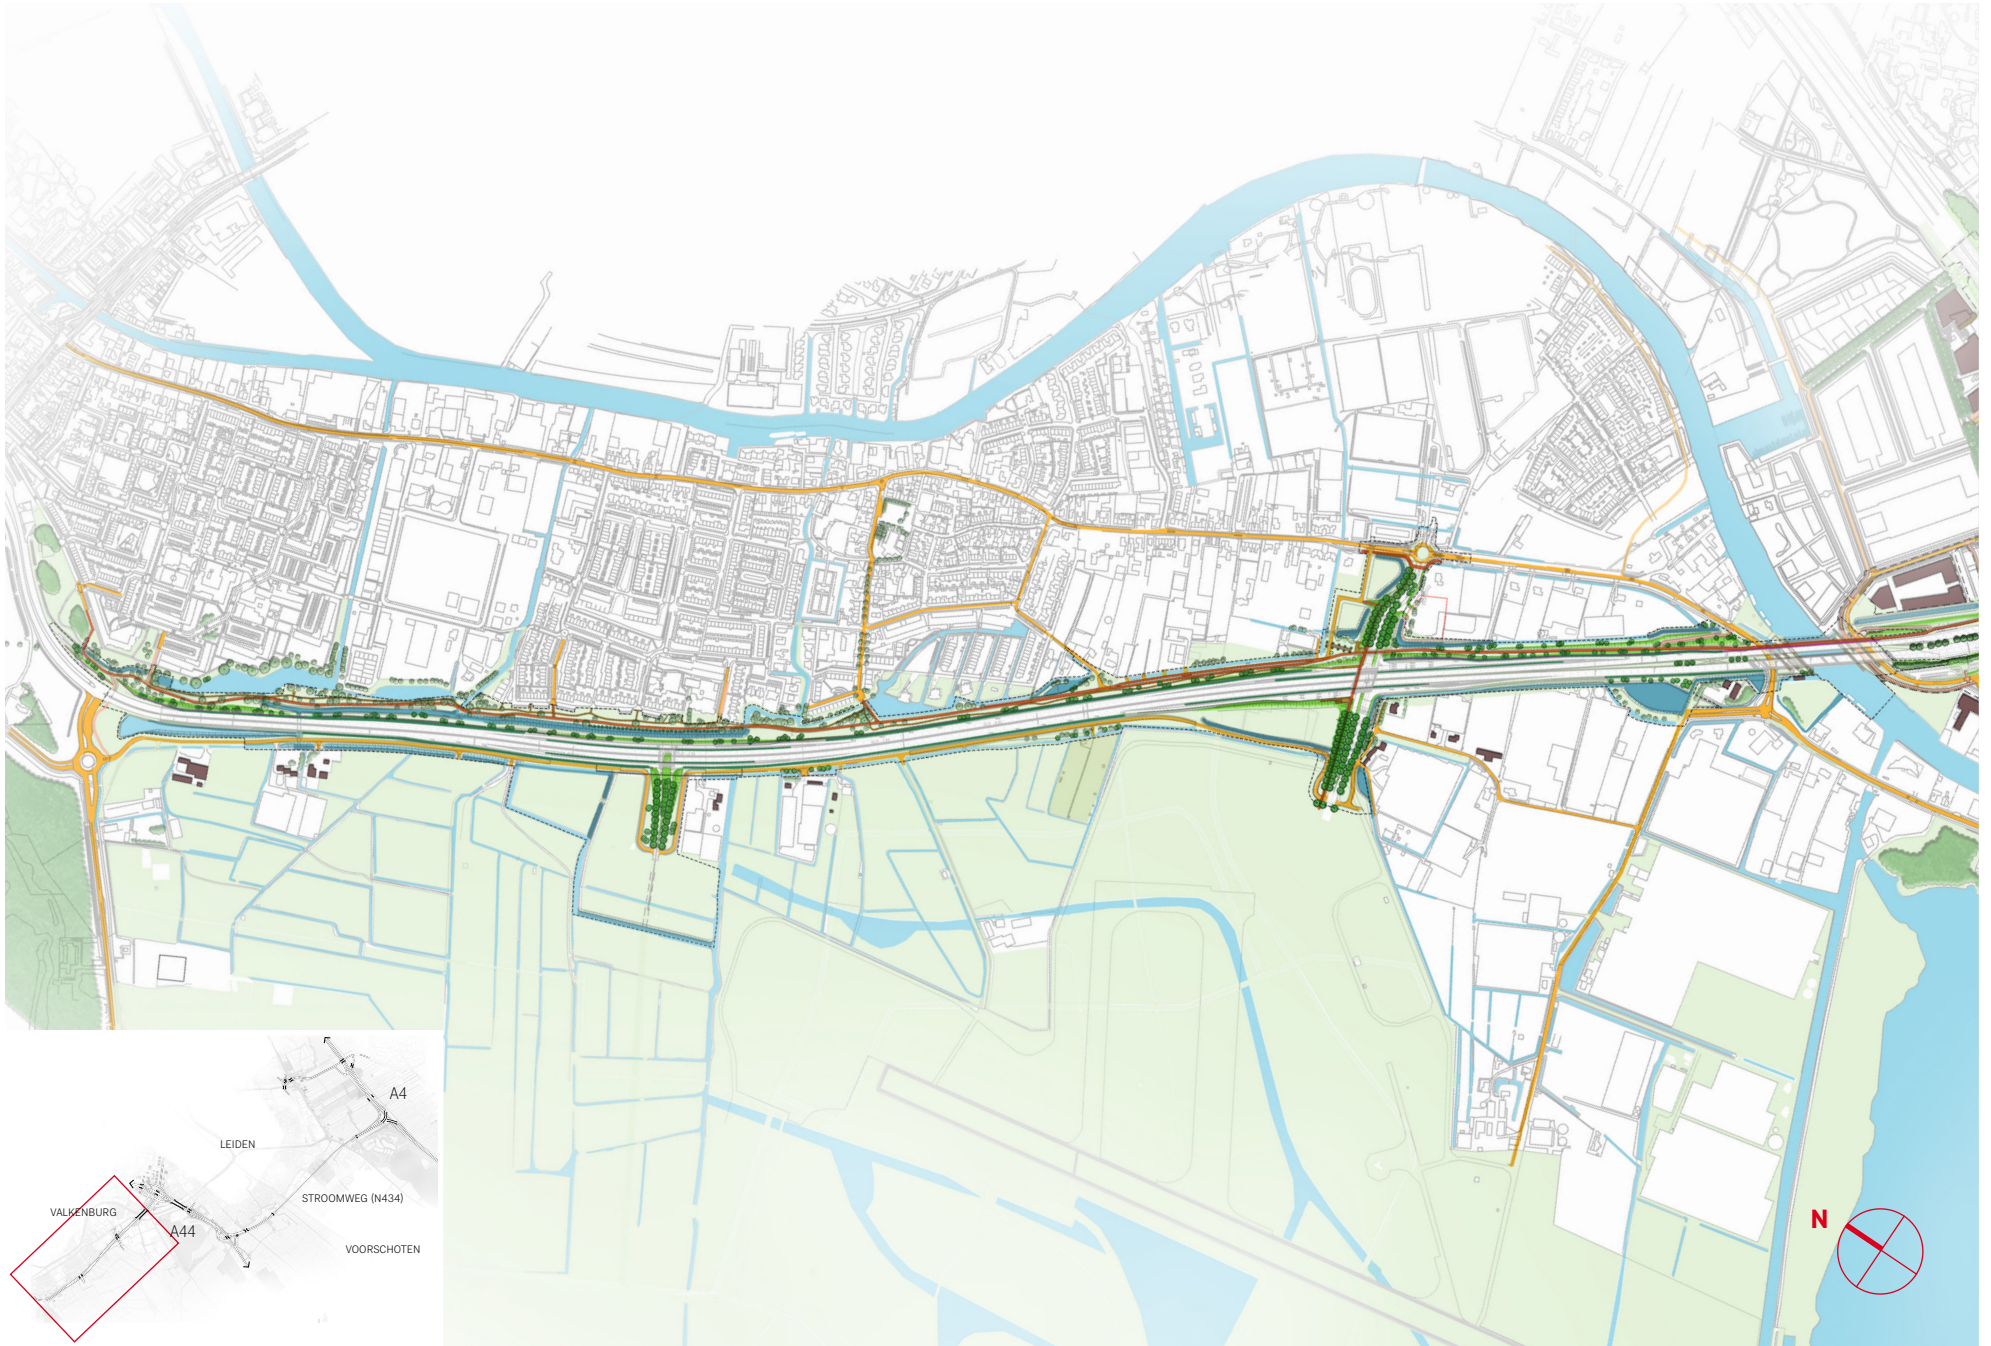 A4
LEIDEN
STROOMWEG (N434)
VALKENBURG
A44
VOORSCHOTEN
N